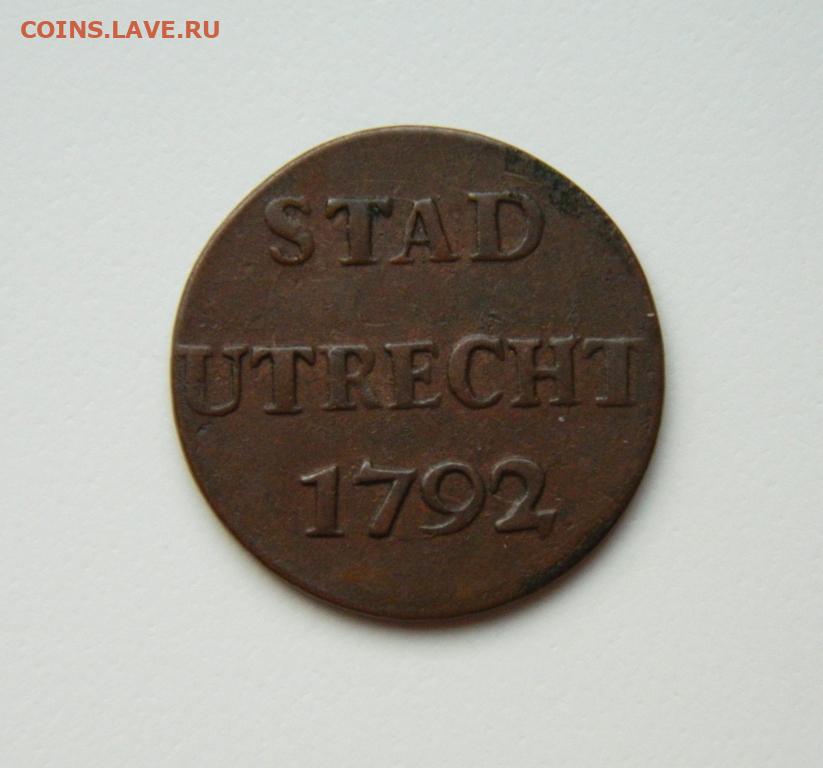 COINS.LAVE.RU
STAD
UTRECHT
1792